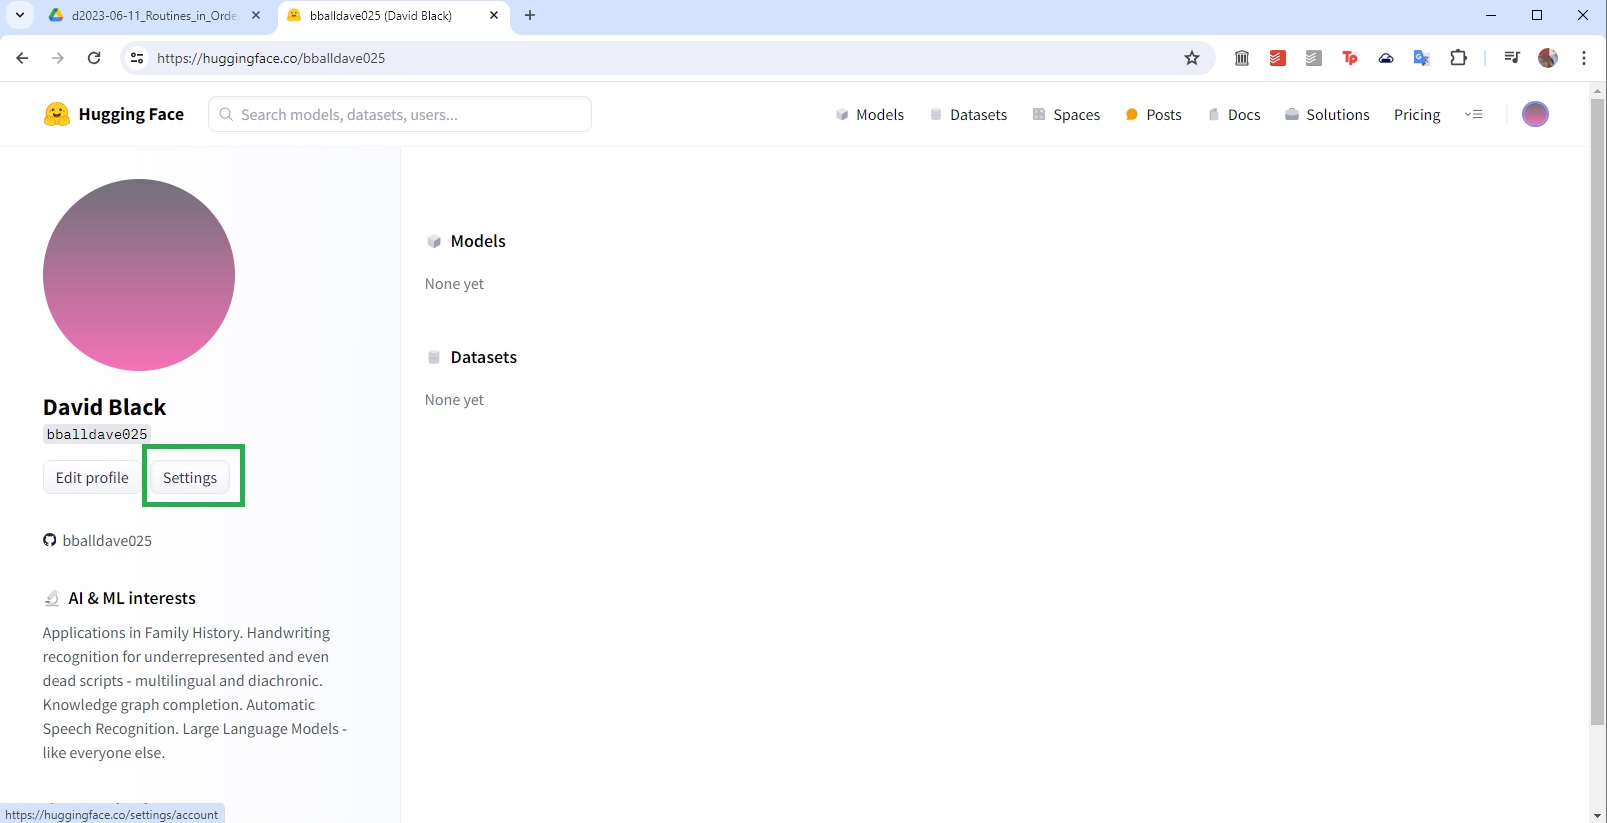 d2023-06-11_Routines_in_Orde
bballdave025 (David Black)
https://huggingface.co/bballdave025
Tp
Hugging Face
Search models, datasets, users...
Models
Datasets
Spaces
Posts
Docs
Solutions
Pricing
Models
None yet
Datasets
None yet
David Black
bballdave025
Edit profile
Settings
bballdave025
AI & ML interests
Applications in Family History. Handwriting
recognition for underrepresented and even
dead scripts - multilingual and diachronic.
Knowledge graph completion. Automatic
Speech Recognition. Large Language Models -
like everyone else.
https://huggingface.co/settings/account